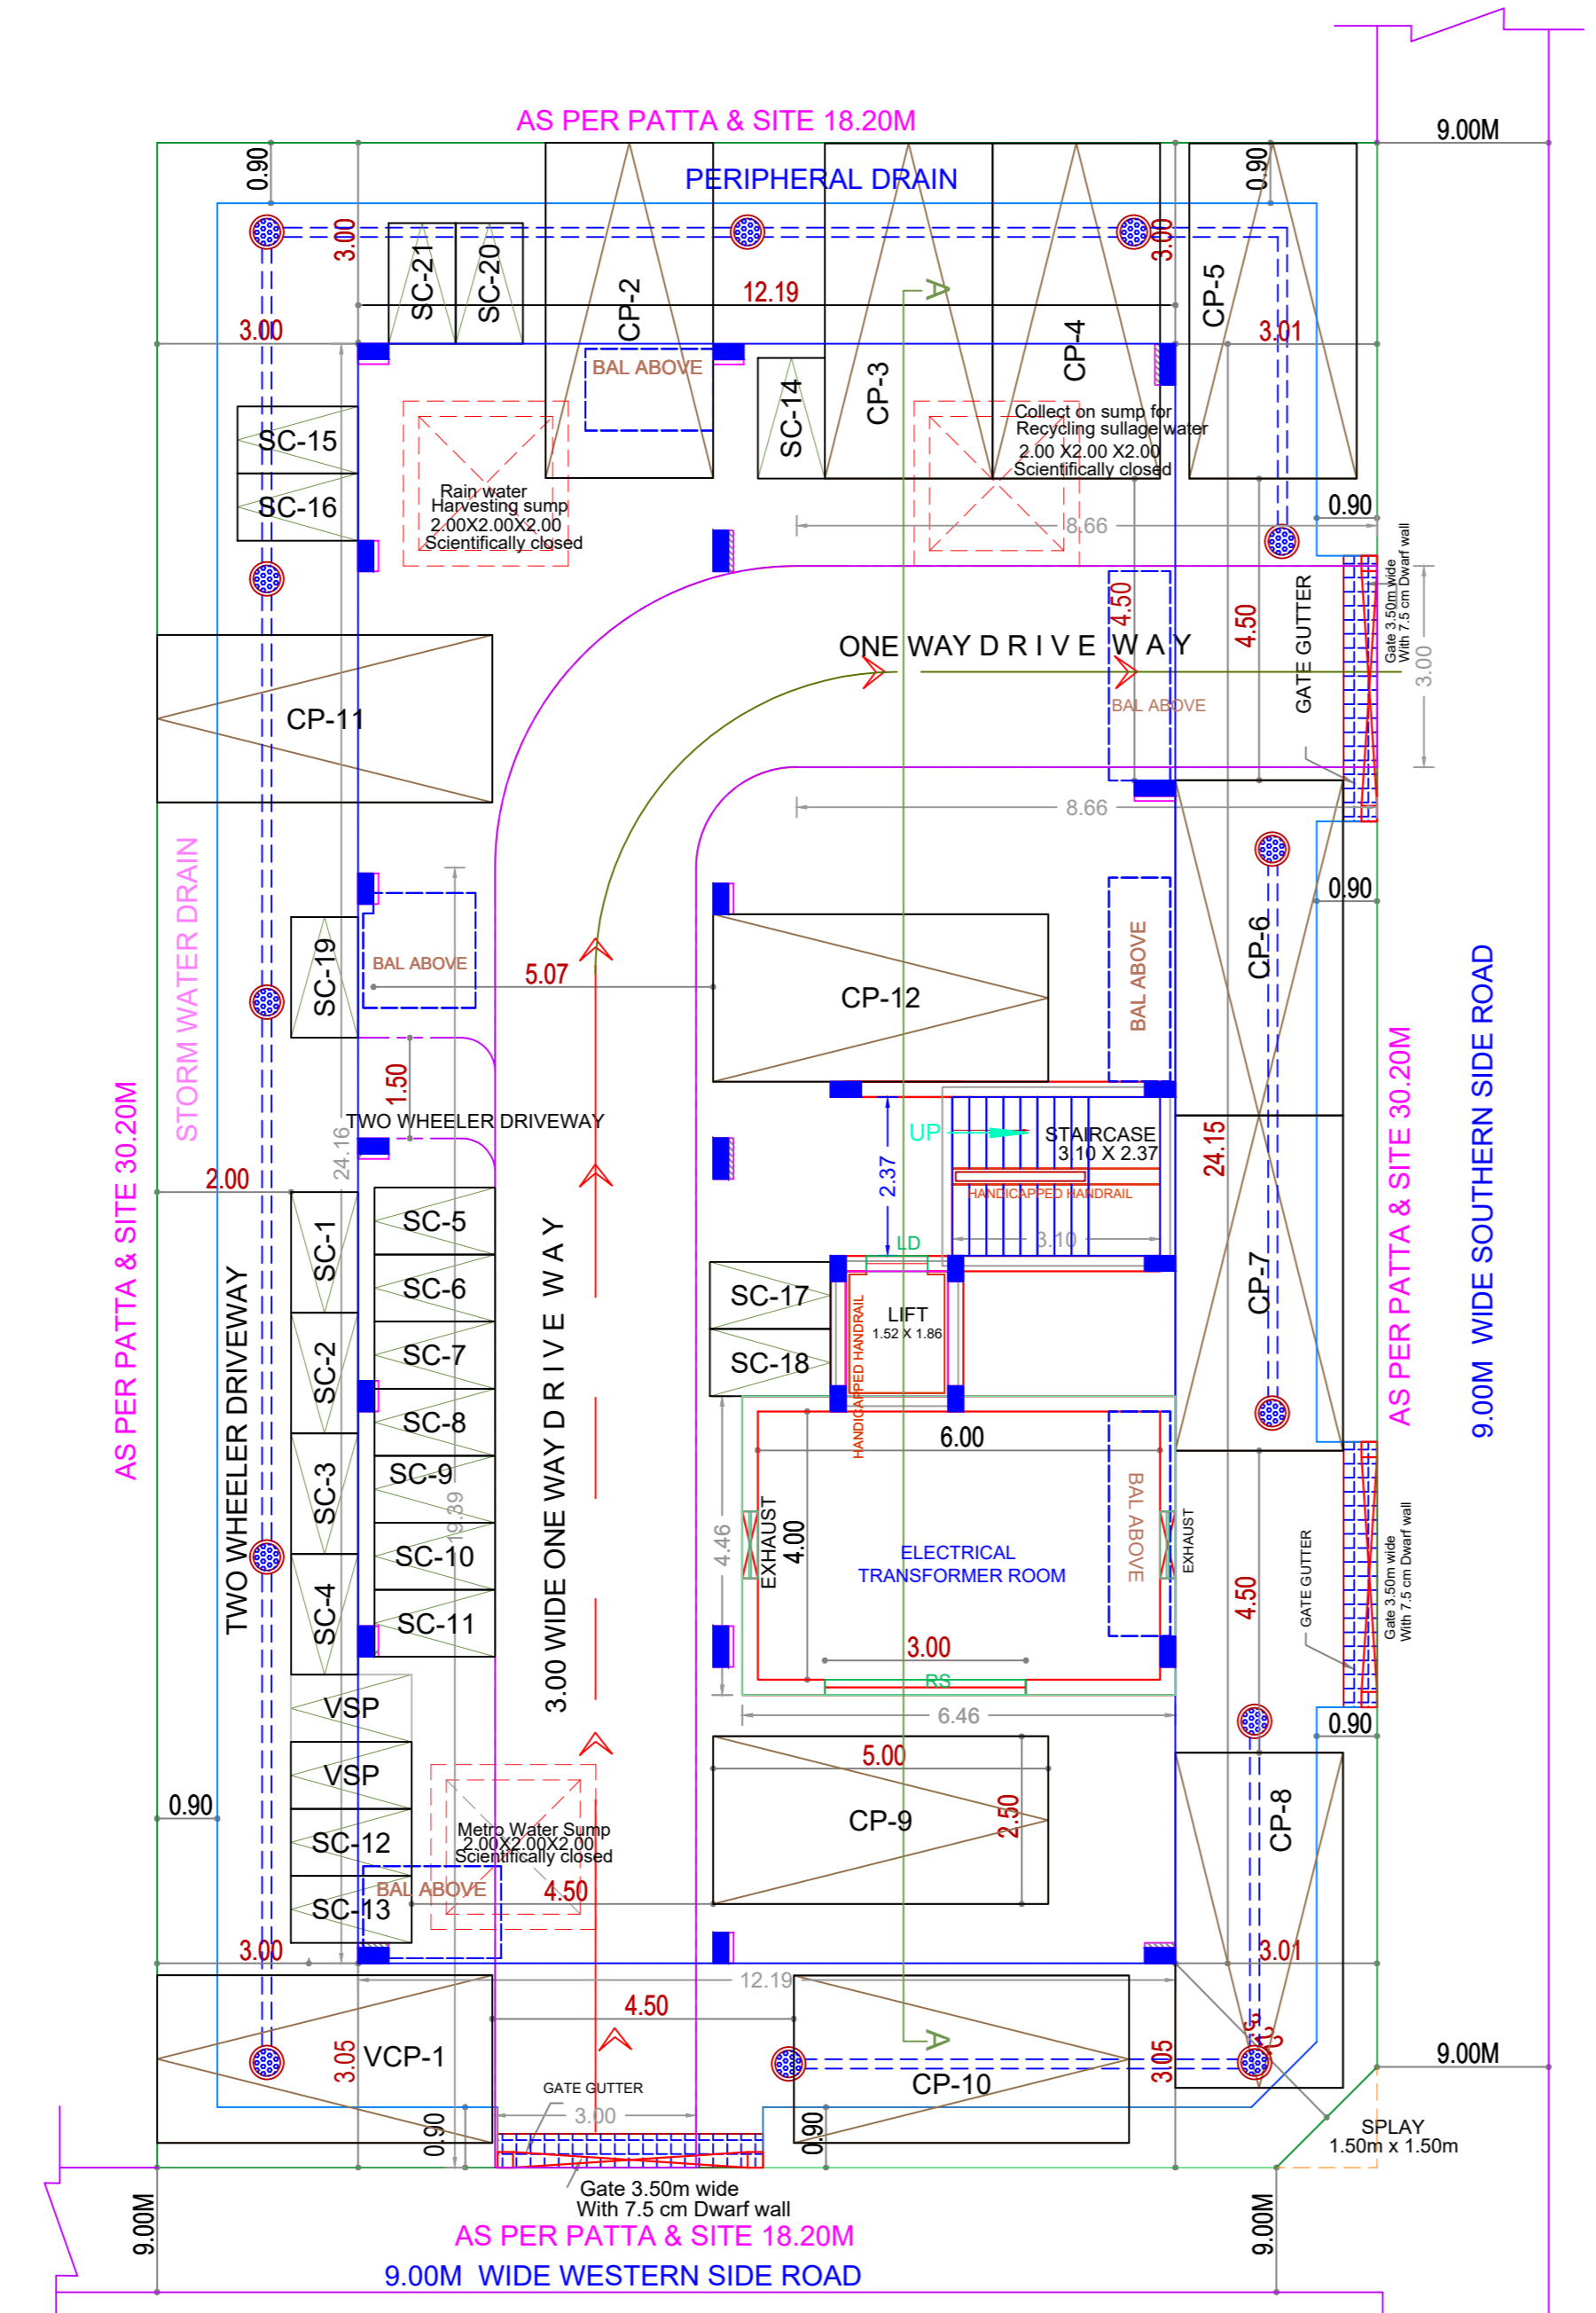 9.00M
AS PER PATTA & SITE 18.20M
0.90
0.90
PERIPHERAL DRAIN
3.00
SC-21
SC-20
CP-2
12.19
A
3.00
CP-5
3.00
3.01
BAL ABOVE
SC-14
CP-3
CP-4
Collect on sump for
Recycling sullage water
2.00 X2.00 X2.00
Scientifically closed
SC-15
SC-16
Rain water
Harvesting sump
2.00X2.00X2.00
Scientifically closed
0.90
8.66
4.50
4.50
GATE GUTTER
Gate 3.50m wide
With 7.5 cm Dwarf wall
3.00
ONE WAY D R I V E W A Y
BAL ABOVE
CP-11
8.66
STORM WATER DRAIN
0.90
SC-19
BAL ABOVE
5.07
CP-12
BAL ABOVE
CP-6
9.00M WIDE SOUTHERN SIDE ROAD
AS PER PATTA & SITE 30.20M
AS PER PATTA & SITE 30.20M
1.50
TWO WHEELER DRIVEWAY
24.16
2.37
UP
STAIRCASE
3.10 X 2.37
HANDICAPPED HANDRAIL
3.10
24.15
2.00
SC-1
SC-2
SC-3
SC-4
SC-5
SC-6
SC-7
SC-8
SC-9
19.39
SC-10
SC-11
TWO WHEELER DRIVEWAY
3.00 WIDE ONE WAY D R I V E W A Y
SC-17
SC-18
LD
LIFT
1.52 X 1.86
HANDICAPPED HANDRAIL
CP-7
6.00
4.46
EXHAUST
4.00
ELECTRICAL
TRANSFORMER ROOM
BAL ABOVE
EXHAUST
4.50
GATE GUTTER
Gate 3.50m wide
With 7.5 cm Dwarf wall
3.00
RS
6.46
0.90
VSP
VSP
SC-12
SC-13
0.90
Metro Water Sump
2.00X2.00X2.00
Scientifically closed
BAL ABOVE
4.50
5.00
CP-9
2.50
CP-8
3.00
3.01
12.19
4.50
VCP-1
3.05
A
CP-10
3.05
9.00M
GATE GUTTER
3.00
0.90
0.90
SPLAY
1.50m x 1.50m
Gate 3.50m wide
With 7.5 cm Dwarf wall
9.00M
9.00M
AS PER PATTA & SITE 18.20M
9.00M WIDE WESTERN SIDE ROAD